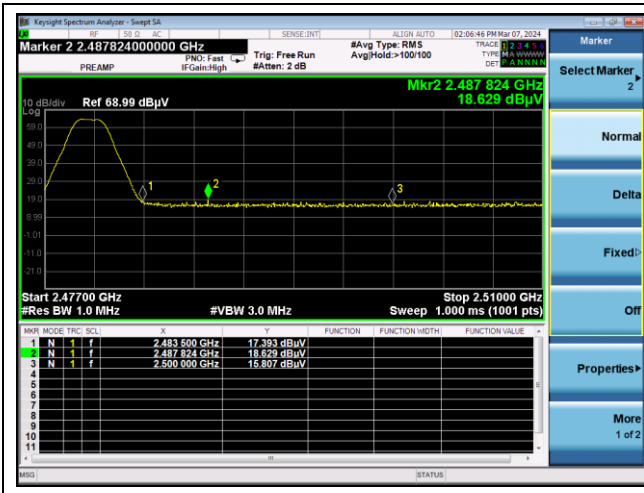 Keysight Spectrum Analyzer - Swept SA
RF 50 Ω AC SENSE:INT ALIGN AUTO 02:06:46 PM Mar 07, 2024
Marker 2 2.487824000000 GHz
PREAMP
PNO: Fast
IFGain:High
Trig: Free Run
#Atten: 2 dB
#Avg Type: RMS
Avg|Hold:>100/100
TRACE 1 2 3 4 5 6
TYPE M A WWWW
DET P A N N N N
Mkr2 2.487 824 GHz
18.629 dBµV
10 dB/div Ref 68.99 dBµV
Log
59.0
49.0
39.0
29.0
19.0
8.99
-1.01
-11.0
-21.0
1
2
3
Start 2.47700 GHz Stop 2.51000 GHz
#Res BW 1.0 MHz #VBW 3.0 MHz Sweep 1.000 ms (1001 pts)
MKR MODE TRC SCL X Y FUNCTION FUNCTION WIDTH FUNCTION VALUE
1 N 1 f 2.483 500 GHz 17.393 dBuV
2 N 1 f 2.487 824 GHz 18.629 dBuV
3 N 1 f 2.500 000 GHz 15.807 dBuV
4
5
6
7
8
9
10
11
MSG STATUS
Marker
Select Marker
2
Normal
Delta
Fixed
Off
Properties
More
1 of 2